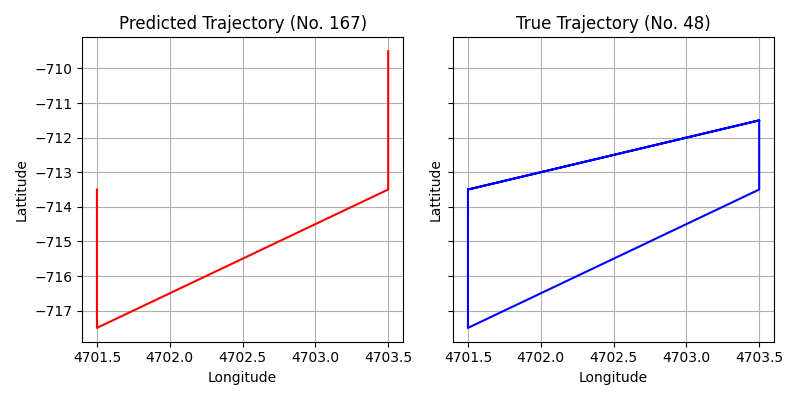 Predicted Trajectory (No. 167)
−710
−711
−712
−713
−714
−715
−716
−717
Lattitude
4701.5 4702.0 4702.5 4703.0 4703.5
Longitude
True Trajectory (No. 48)
Lattitude
4701.5 4702.0 4702.5 4703.0 4703.5
Longitude